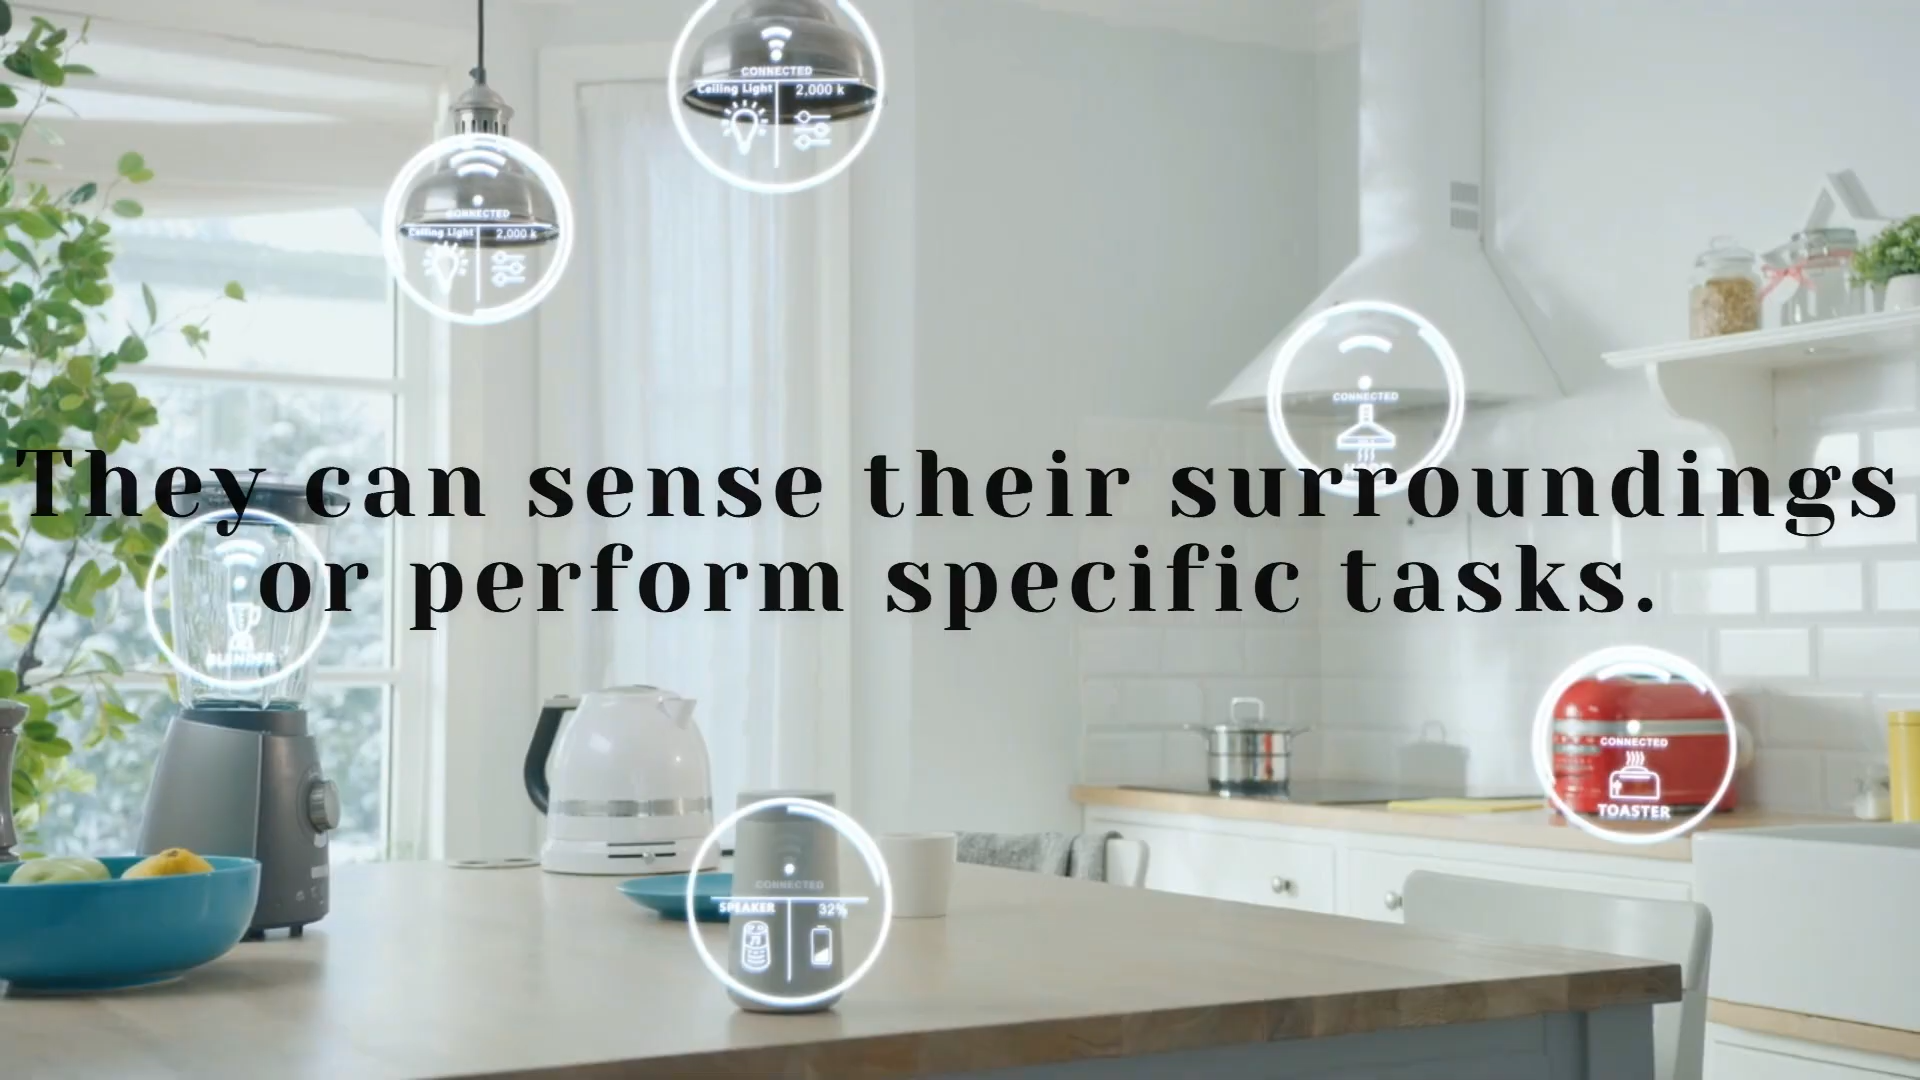 CONNECTED
Ceiling Light 2,000 k
CONNECTED
Ceiling Light 2,000 k
CONNECTED
They can sense their surroundings
or perform specific tasks.
BLENDER
CONNECTED
TOASTER
CONNECTED
SPEAKER 32%